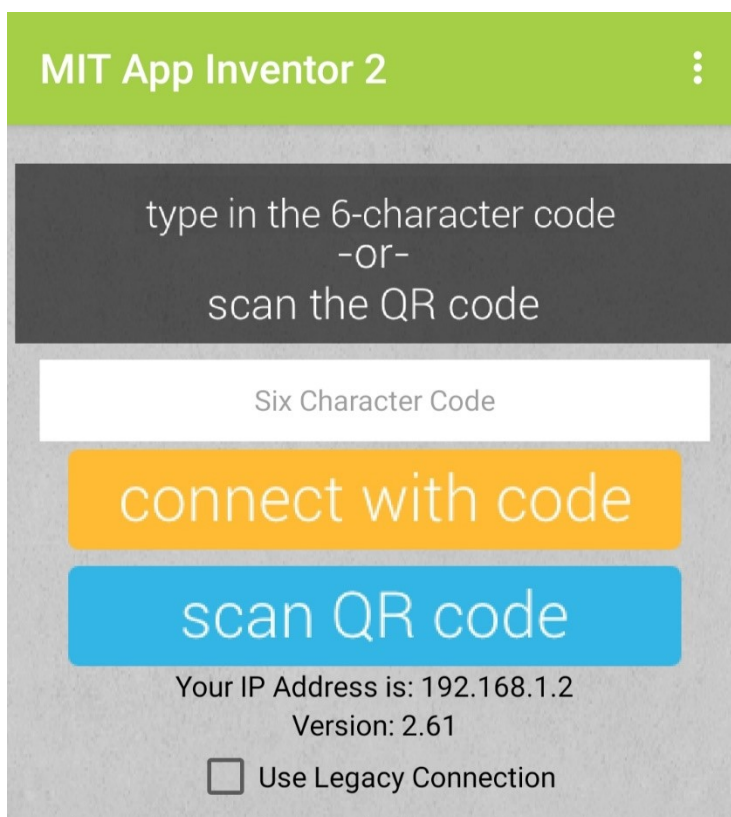 MIT App Inventor 2
type in the 6-character code
-or-
scan the QR code
Six Character Code
connect with code
scan QR code
Your IP Address is: 192.168.1.2
Version: 2.61
Use Legacy Connection